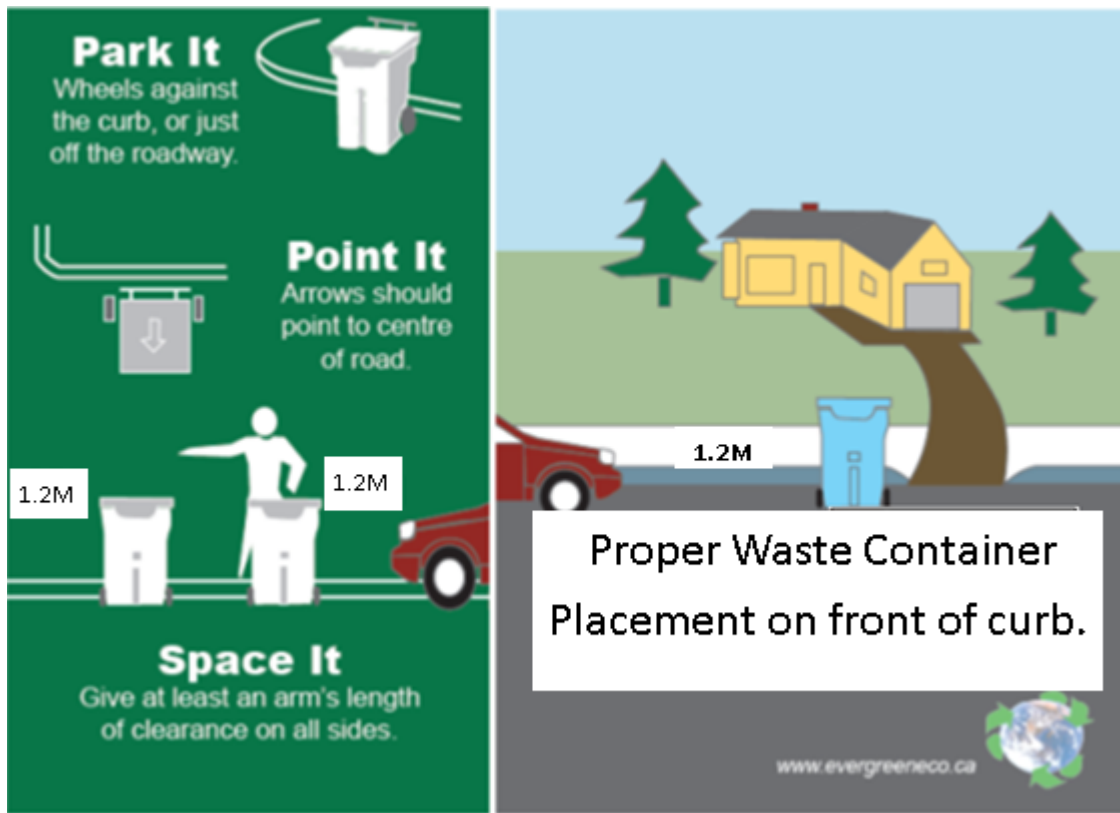 Park It
Wheels against
the curb, or just
off the roadway.
Point It
Arrows should
point to centre
of road.
1.2M
1.2M
Space It
Give at least an arm's length
of clearance on all sides.
1.2M
Proper Waste Container
Placement on front of curb.
www.evergreeneco.ca